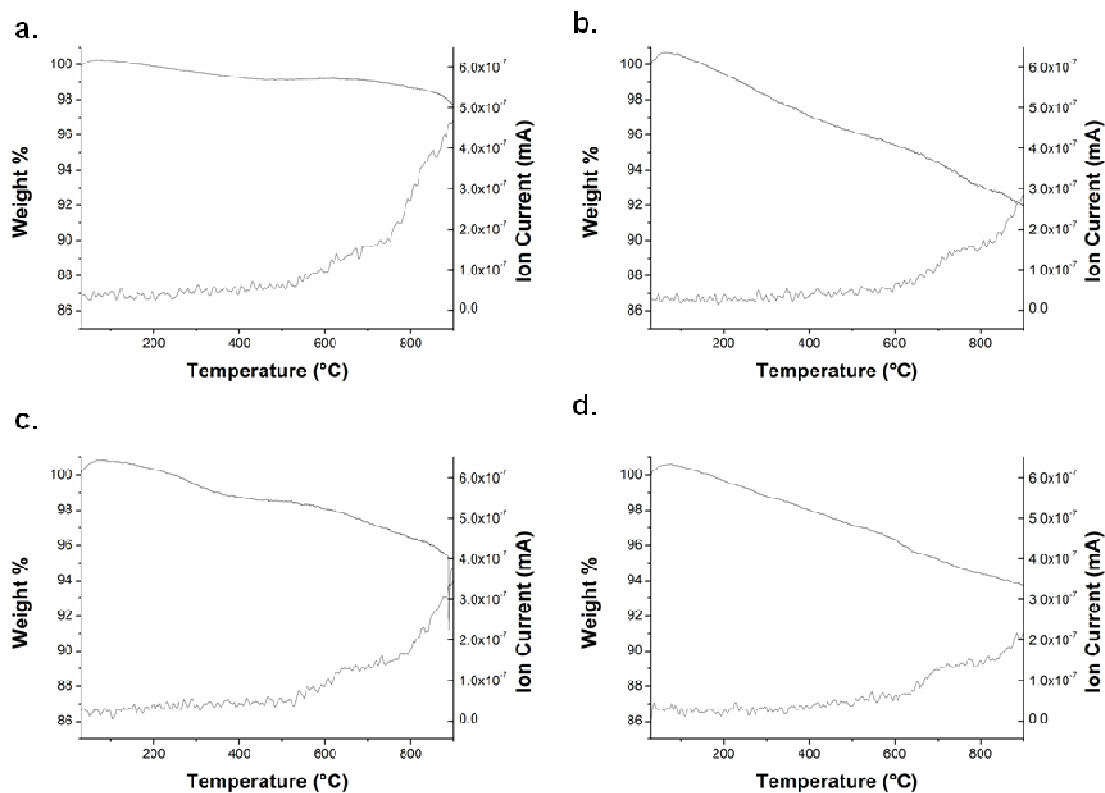 a.
100
98
96
94
92
90
88
86
Weight %
6.0x10⁻⁷
5.0x10⁻⁷
4.0x10⁻⁷
3.0x10⁻⁷
2.0x10⁻⁷
1.0x10⁻⁷
0.0
Ion Current (mA)
200 400 600 800
Temperature (°C)
b.
100
98
96
94
92
90
88
86
Weight %
6.0x10⁻⁷
5.0x10⁻⁷
4.0x10⁻⁷
3.0x10⁻⁷
2.0x10⁻⁷
1.0x10⁻⁷
0.0
Ion Current (mA)
200 400 600 800
Temperature (°C)
c.
100
98
96
94
92
90
88
86
Weight %
6.0x10⁻⁷
5.0x10⁻⁷
4.0x10⁻⁷
3.0x10⁻⁷
2.0x10⁻⁷
1.0x10⁻⁷
0.0
Ion Current (mA)
200 400 600 800
Temperature (°C)
d.
100
98
96
94
92
90
88
86
Weight %
6.0x10⁻⁷
5.0x10⁻⁷
4.0x10⁻⁷
3.0x10⁻⁷
2.0x10⁻⁷
1.0x10⁻⁷
0.0
Ion Current (mA)
200 400 600 800
Temperature (°C)